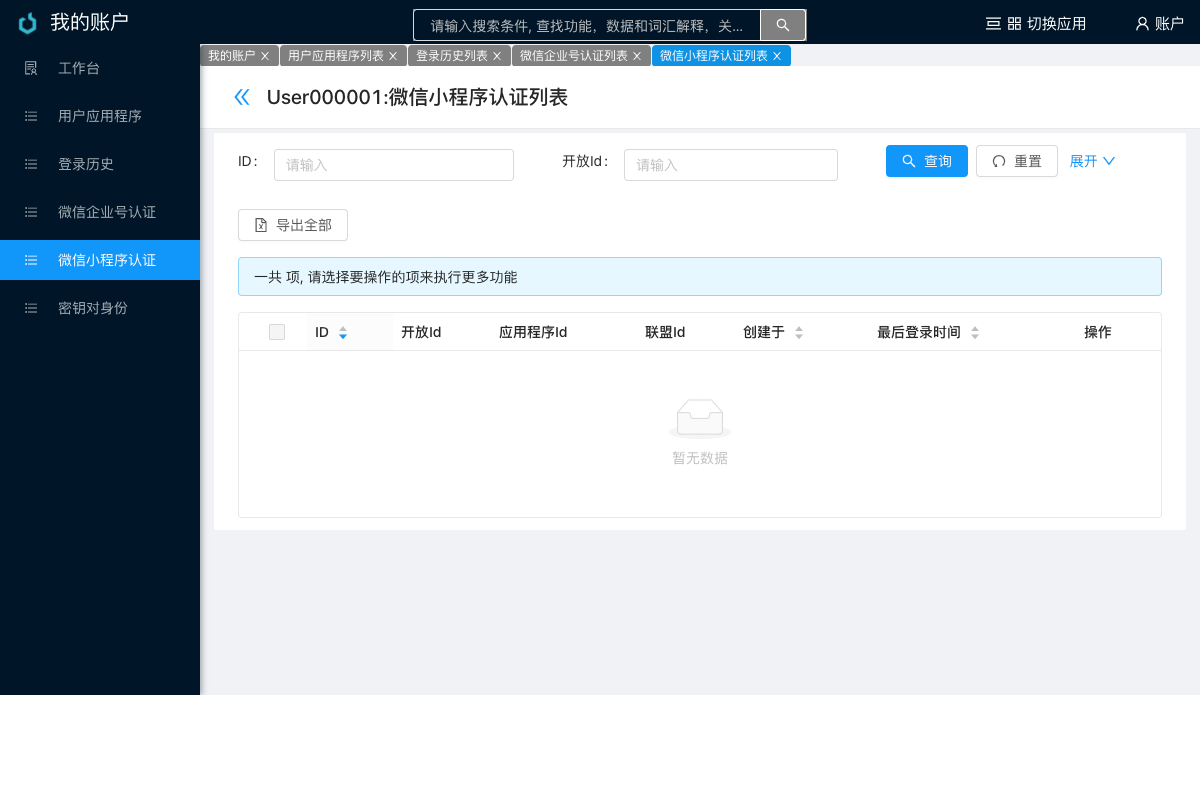 我的账户
请输入搜索条件, 查找功能，数据和词汇解释，关...
切换应用
账户
工作台
用户应用程序
登录历史
微信企业号认证
微信小程序认证
密钥对身份
我的账户
用户应用程序列表
登录历史列表
微信企业号认证列表
微信小程序认证列表
User000001:微信小程序认证列表
ID：
请输入
开放Id：
请输入
查询
重置
展开
导出全部
一共 项, 请选择要操作的项来执行更多功能
ID 开放Id 应用程序Id 联盟Id 创建于 最后登录时间 操作
暂无数据